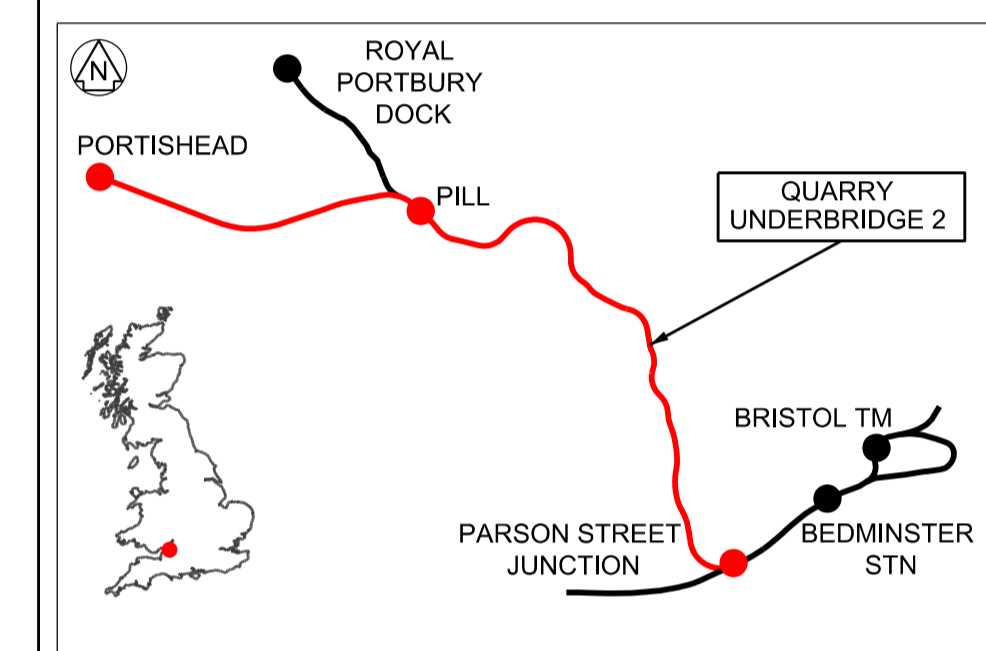 N
ROYAL
PORTBURY
DOCK
PORTISHEAD
PILL
QUARRY
UNDERBRIDGE 2
BRISTOL TM
PARSON STREET
JUNCTION
BEDMINSTER
STN